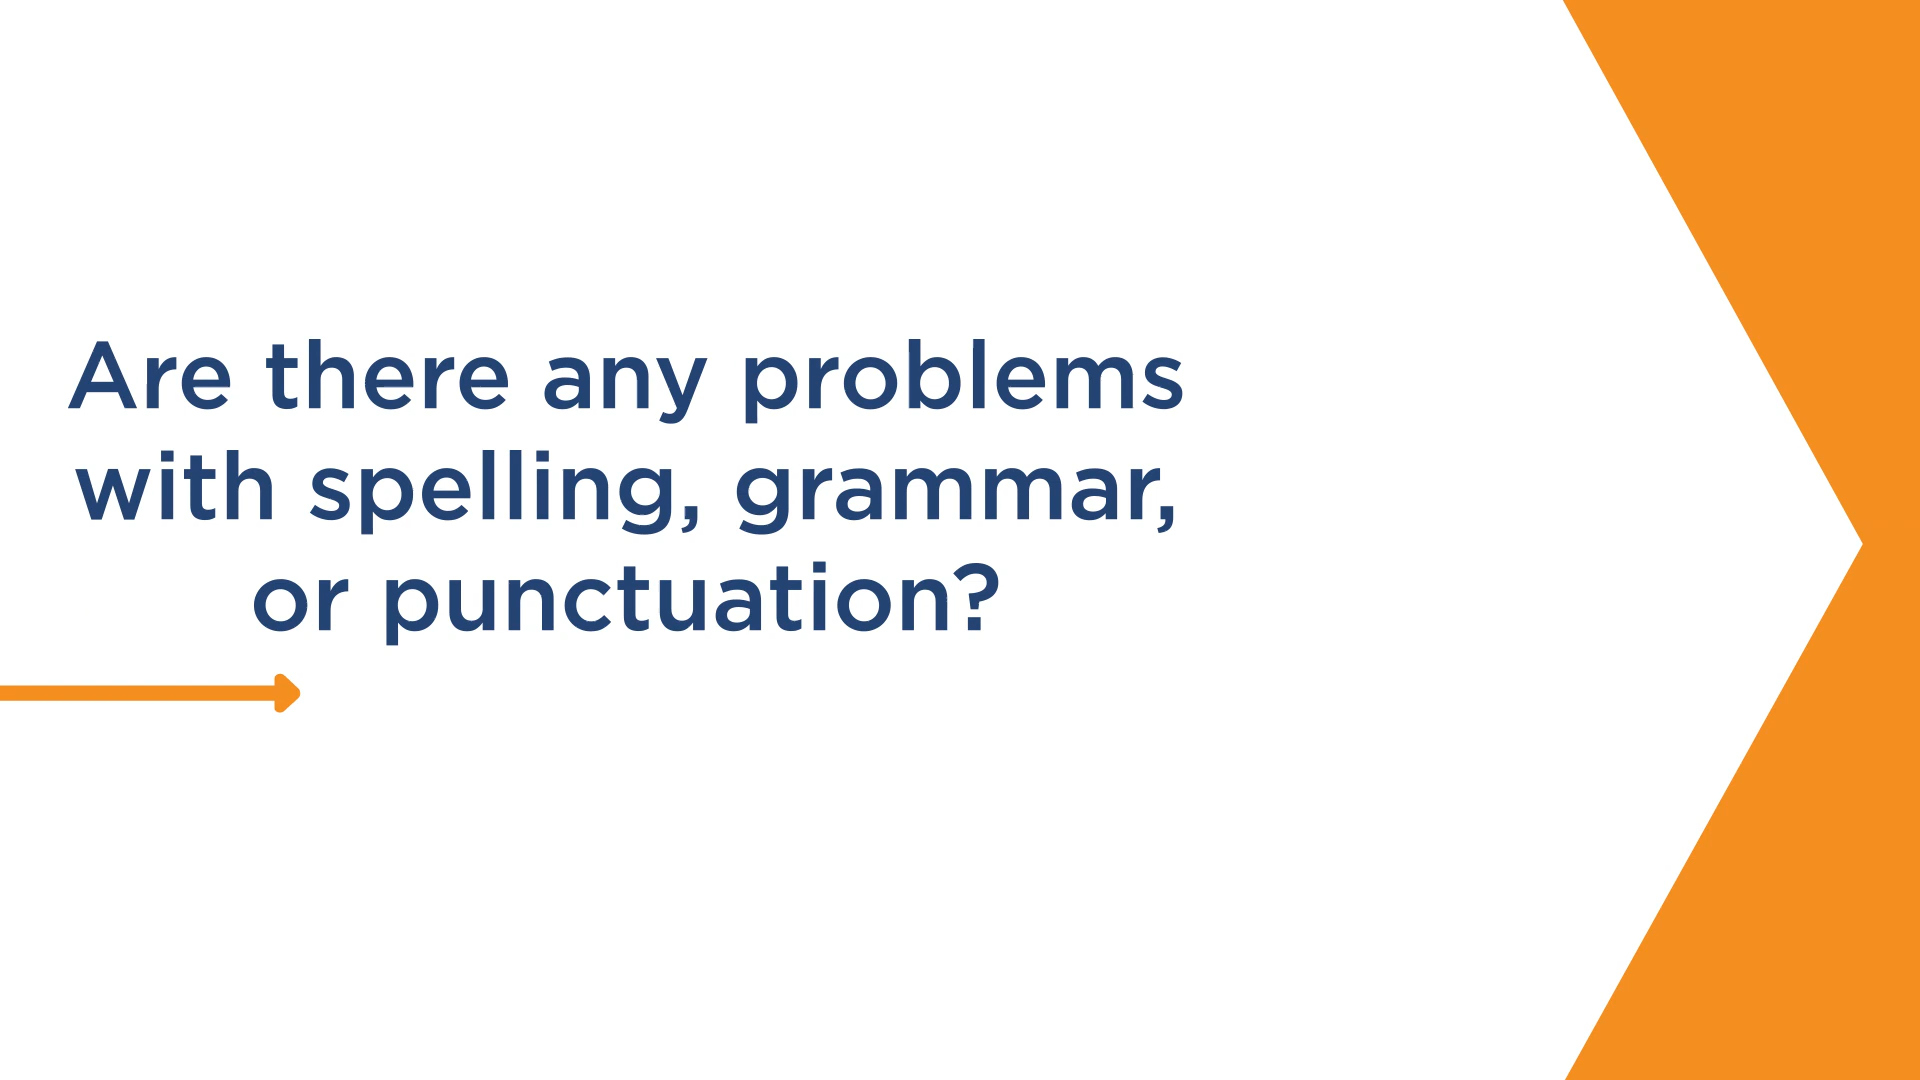 Are there any problems
with spelling, grammar,
or punctuation?